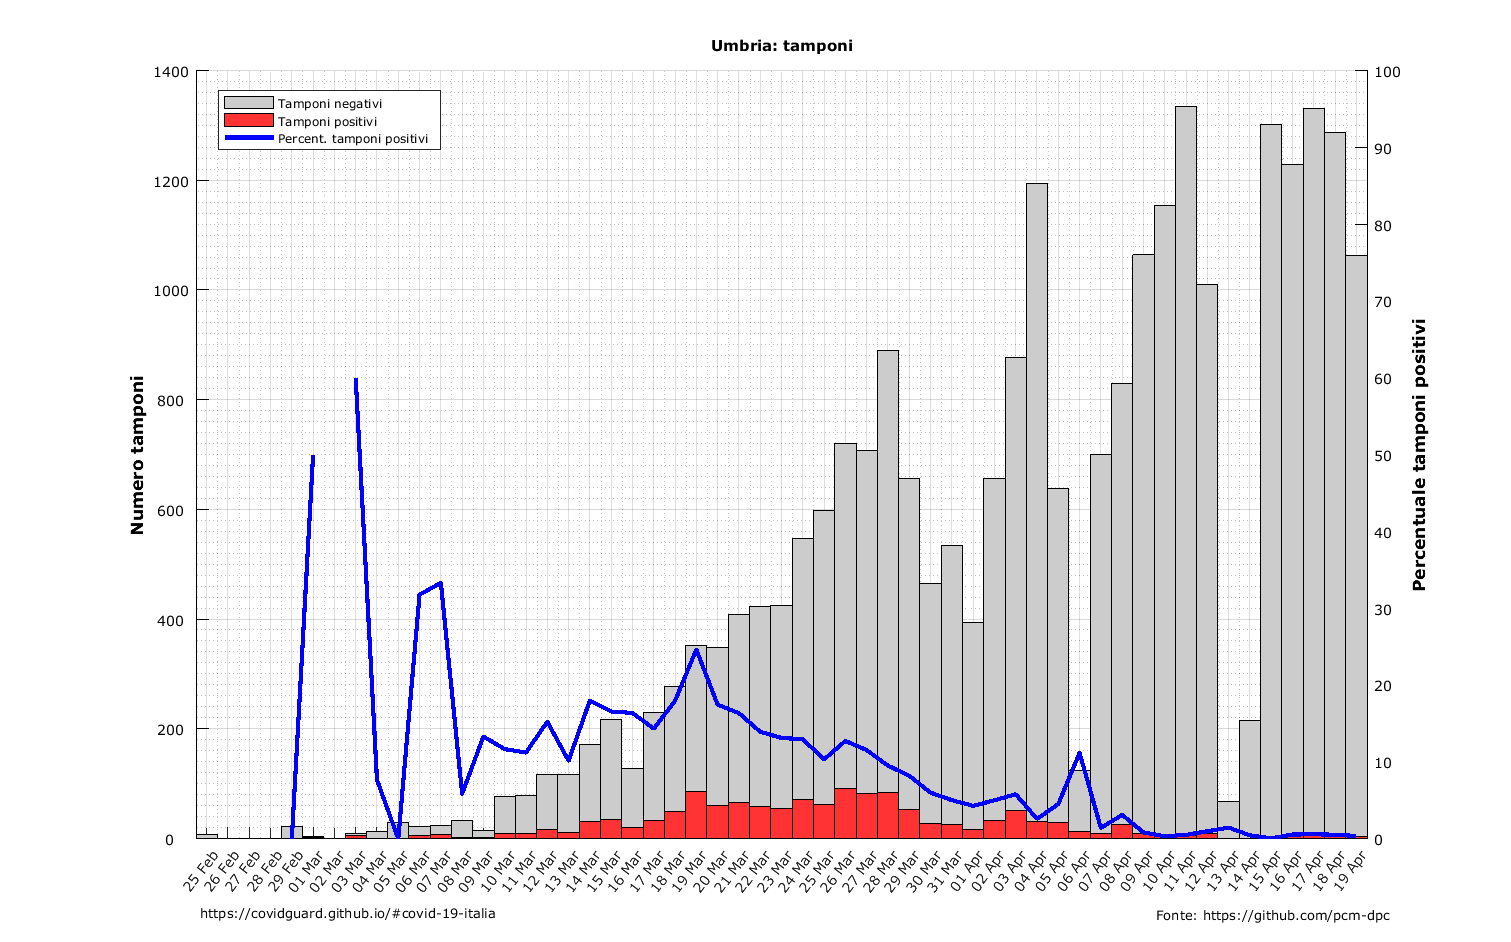 Umbria: tamponi
Tamponi negativi
Tamponi positivi
Percent. tamponi positivi
Numero tamponi
1400
1200
1000
800
600
400
200
0
100
90
80
70
60
50
40
30
20
10
0
Percentuale tamponi positivi
25 Feb
26 Feb
27 Feb
28 Feb
29 Feb
01 Mar
02 Mar
03 Mar
04 Mar
05 Mar
06 Mar
07 Mar
08 Mar
09 Mar
10 Mar
11 Mar
12 Mar
13 Mar
14 Mar
15 Mar
16 Mar
17 Mar
18 Mar
19 Mar
20 Mar
21 Mar
22 Mar
23 Mar
24 Mar
25 Mar
26 Mar
27 Mar
28 Mar
29 Mar
30 Mar
31 Mar
01 Apr
02 Apr
03 Apr
04 Apr
05 Apr
06 Apr
07 Apr
08 Apr
09 Apr
10 Apr
11 Apr
12 Apr
13 Apr
14 Apr
15 Apr
16 Apr
17 Apr
18 Apr
19 Apr
https://covidguard.github.io/#covid-19-italia
Fonte: https://github.com/pcm-dpc